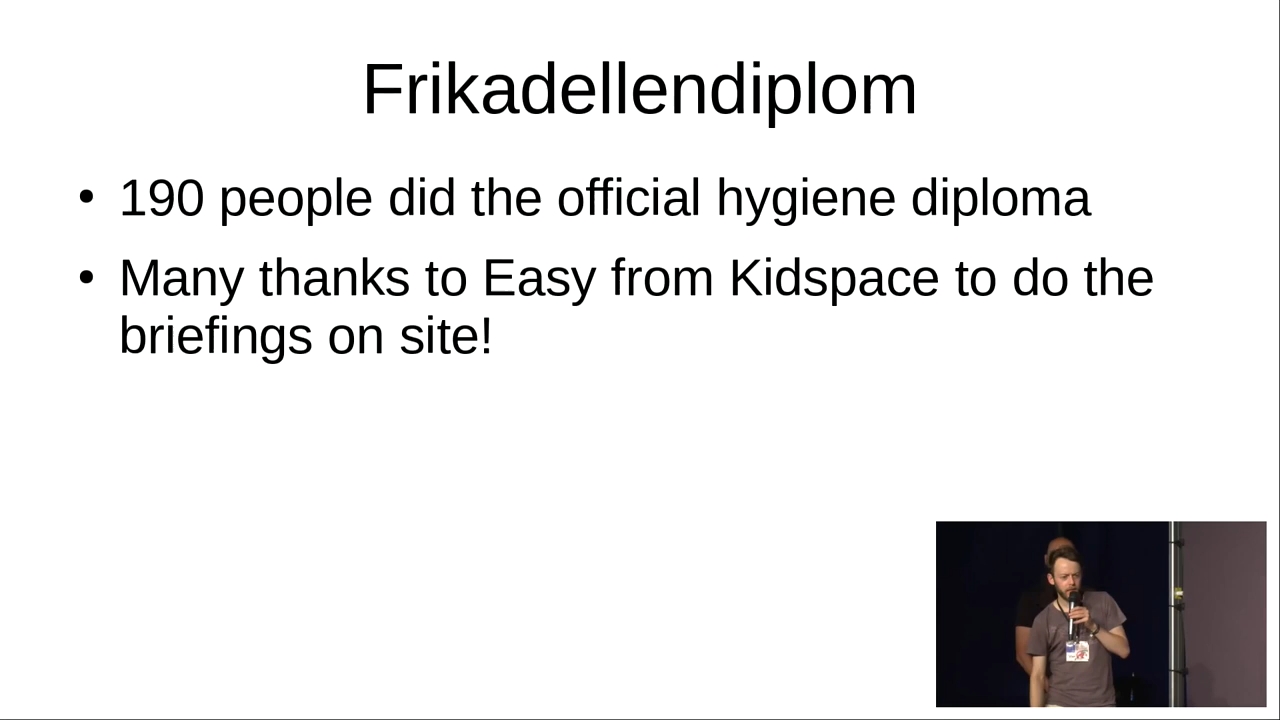 Frikadellendiplom
• 190 people did the official hygiene diploma
• Many thanks to Easy from Kidspace to do the
briefings on site!